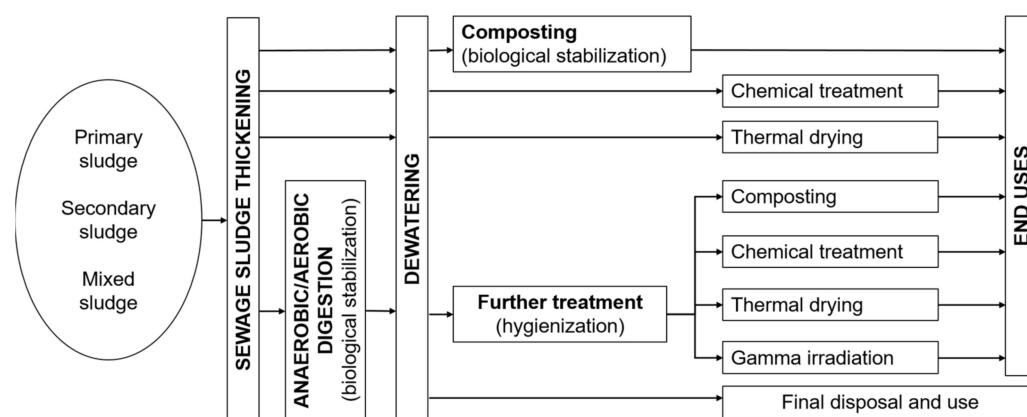 Primary
sludge
Secondary
sludge
Mixed
sludge
SEWAGE SLUDGE THICKENING
ANAEROBIC/AEROBIC
DIGESTION
(biological stabilization)
DEWATERING
Composting
(biological stabilization)
Further treatment
(hygienization)
Chemical treatment
Thermal drying
Composting
Chemical treatment
Thermal drying
Gamma irradiation
Final disposal and use
END USES